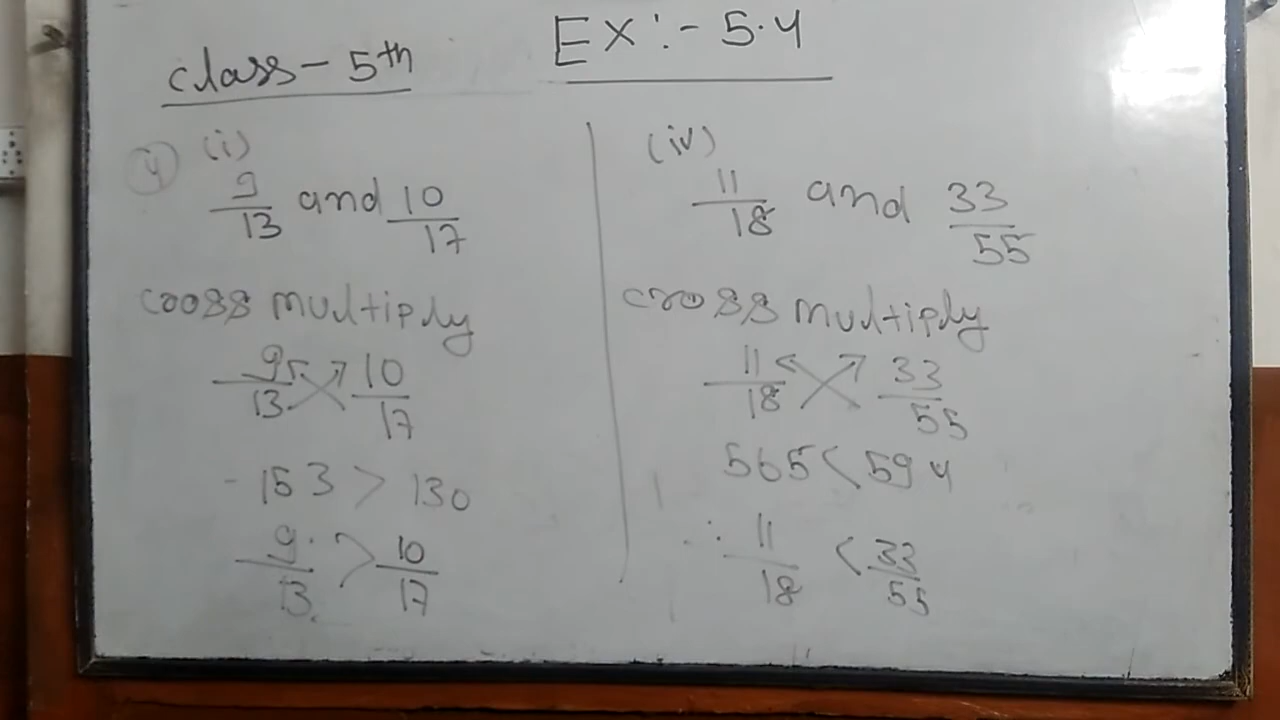 Class - 5th
Ex :- 5.4
4 (i)
9/13 and 10/17
cross multiply
9/13 10/17
153 > 130
9/13 > 10/17
(iv)
11/18 and 33/55
cross multiply
11/18 33/55
565 < 594
∴ 11/18 < 33/55